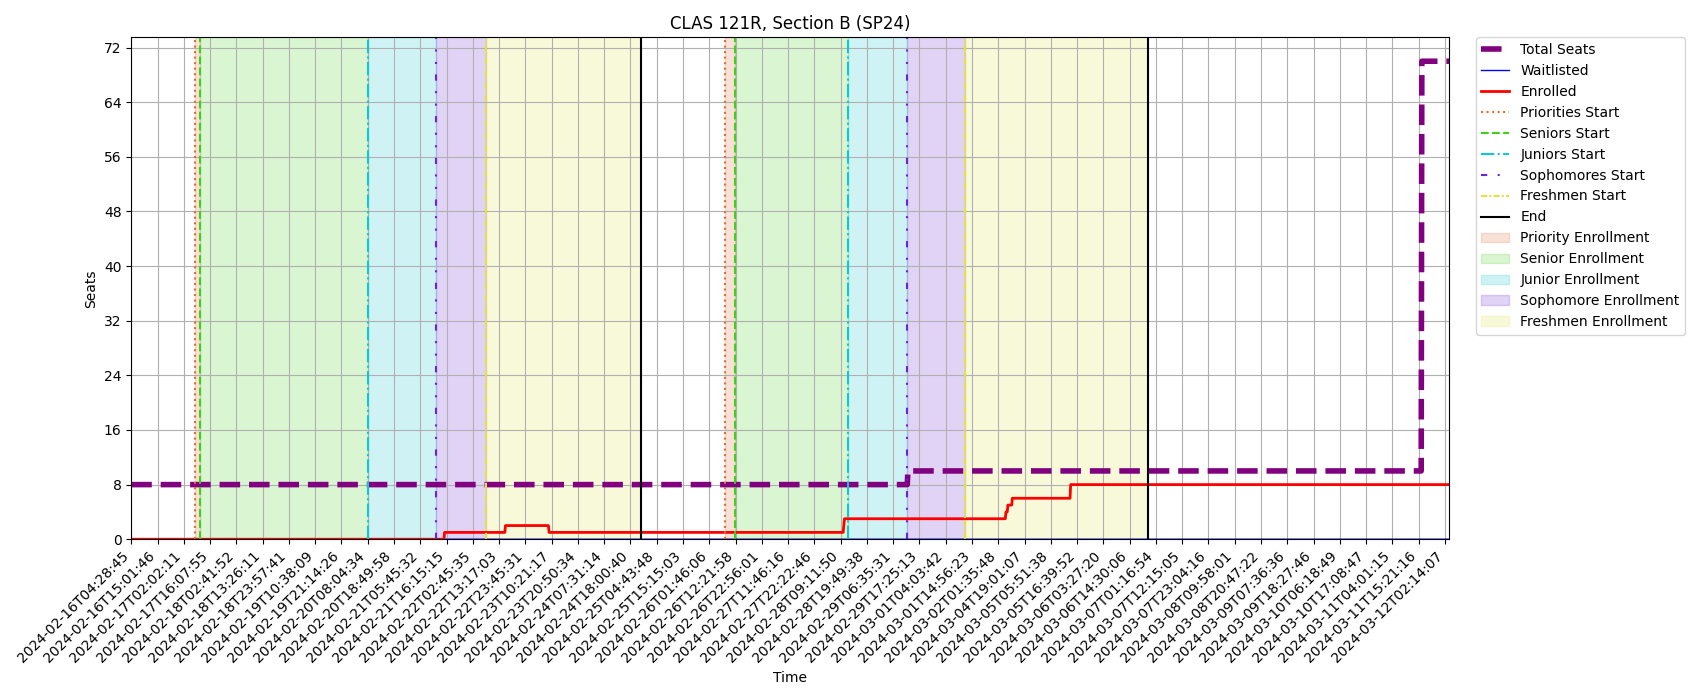 CLAS 121R, Section B (SP24)
72
64
56
48
40
32
24
16
8
0
Seats
2024-02-16T04:28:45
2024-02-16T15:01:46
2024-02-17T02:02:11
2024-02-17T16:07:55
2024-02-18T02:41:52
2024-02-18T13:26:11
2024-02-18T23:57:41
2024-02-19T10:38:09
2024-02-19T21:14:26
2024-02-20T08:04:34
2024-02-20T18:49:58
2024-02-21T05:45:32
2024-02-21T16:15:15
2024-02-22T02:45:35
2024-02-22T13:17:03
2024-02-22T23:45:31
2024-02-23T10:21:17
2024-02-23T20:50:34
2024-02-24T07:31:14
2024-02-24T18:00:40
2024-02-25T04:43:48
2024-02-25T15:15:03
2024-02-26T01:46:06
2024-02-26T12:21:58
2024-02-26T22:56:01
2024-02-27T11:46:16
2024-02-27T22:22:46
2024-02-28T09:11:50
2024-02-28T19:49:38
2024-02-29T06:35:31
2024-02-29T17:25:13
2024-03-01T04:03:42
2024-03-01T14:56:23
2024-03-02T01:35:48
2024-03-04T19:01:07
2024-03-05T05:51:38
2024-03-05T16:39:52
2024-03-06T03:27:20
2024-03-06T14:30:06
2024-03-07T01:16:54
2024-03-07T12:15:05
2024-03-07T23:04:16
2024-03-08T09:58:01
2024-03-08T20:47:22
2024-03-09T07:36:36
2024-03-09T18:27:46
2024-03-10T06:18:49
2024-03-10T17:08:47
2024-03-11T04:01:15
2024-03-11T15:21:16
2024-03-12T02:14:07
Time
Total Seats
Waitlisted
Enrolled
Priorities Start
Seniors Start
Juniors Start
Sophomores Start
Freshmen Start
End
Priority Enrollment
Senior Enrollment
Junior Enrollment
Sophomore Enrollment
Freshmen Enrollment